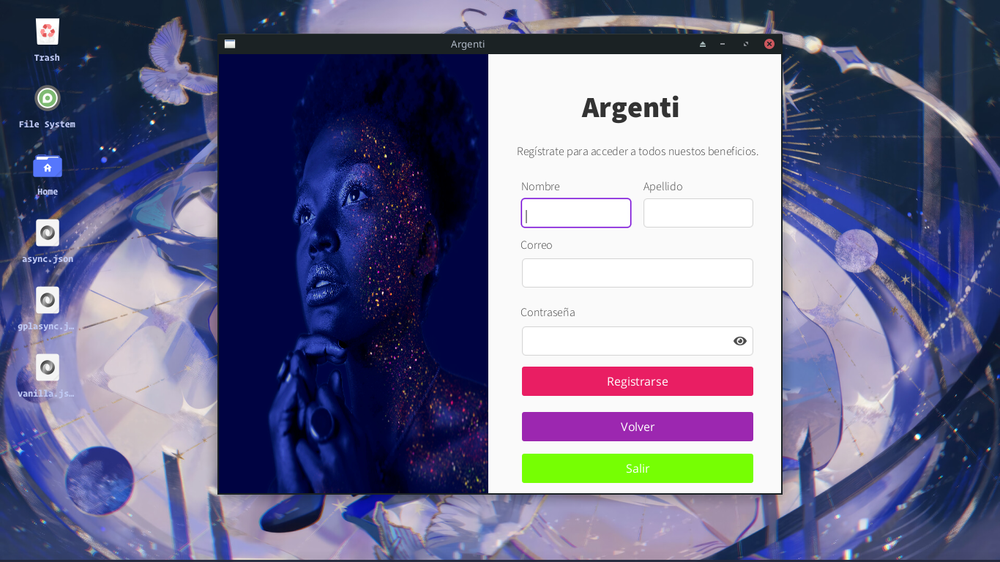 Argenti
Trash
File System
Home
async.json
gplasync.j…
vanilla.js…
Argenti
Regístrate para acceder a todos nuestos beneficios.
Nombre Apellido
Correo
Contraseña
Registrarse
Volver
Salir